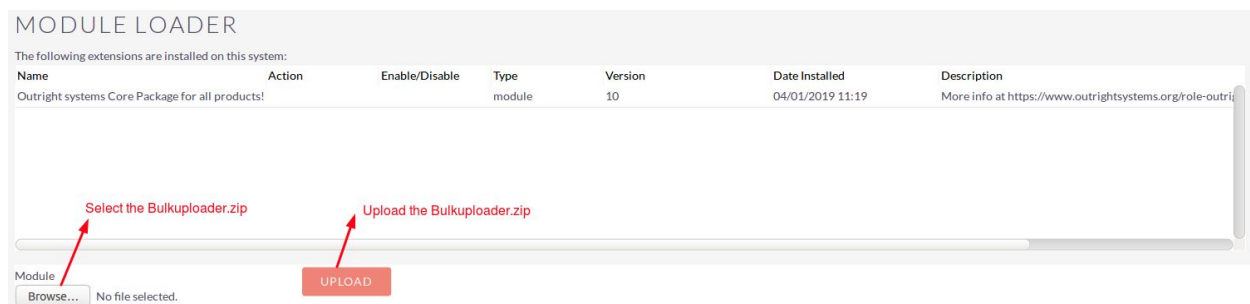 MODULE LOADER
The following extensions are installed on this system:
Name Action Enable/Disable Type Version Date Installed Description
Outright systems Core Package for all products! module 10 04/01/2019 11:19 More info at https://www.outrightsystems.org/role-outri
Select the Bulkuploader.zip
Upload the Bulkuploader.zip
Module
UPLOAD
Browse... No file selected.